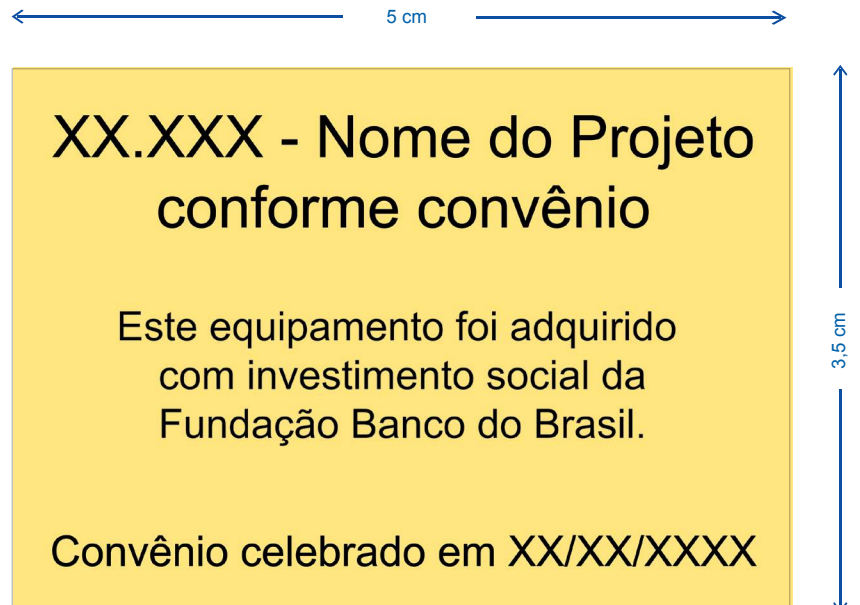 5 cm
XX.XXX - Nome do Projeto
conforme convênio
Este equipamento foi adquirido
com investimento social da
Fundação Banco do Brasil.
Convênio celebrado em XX/XX/XXXX
3,5 cm